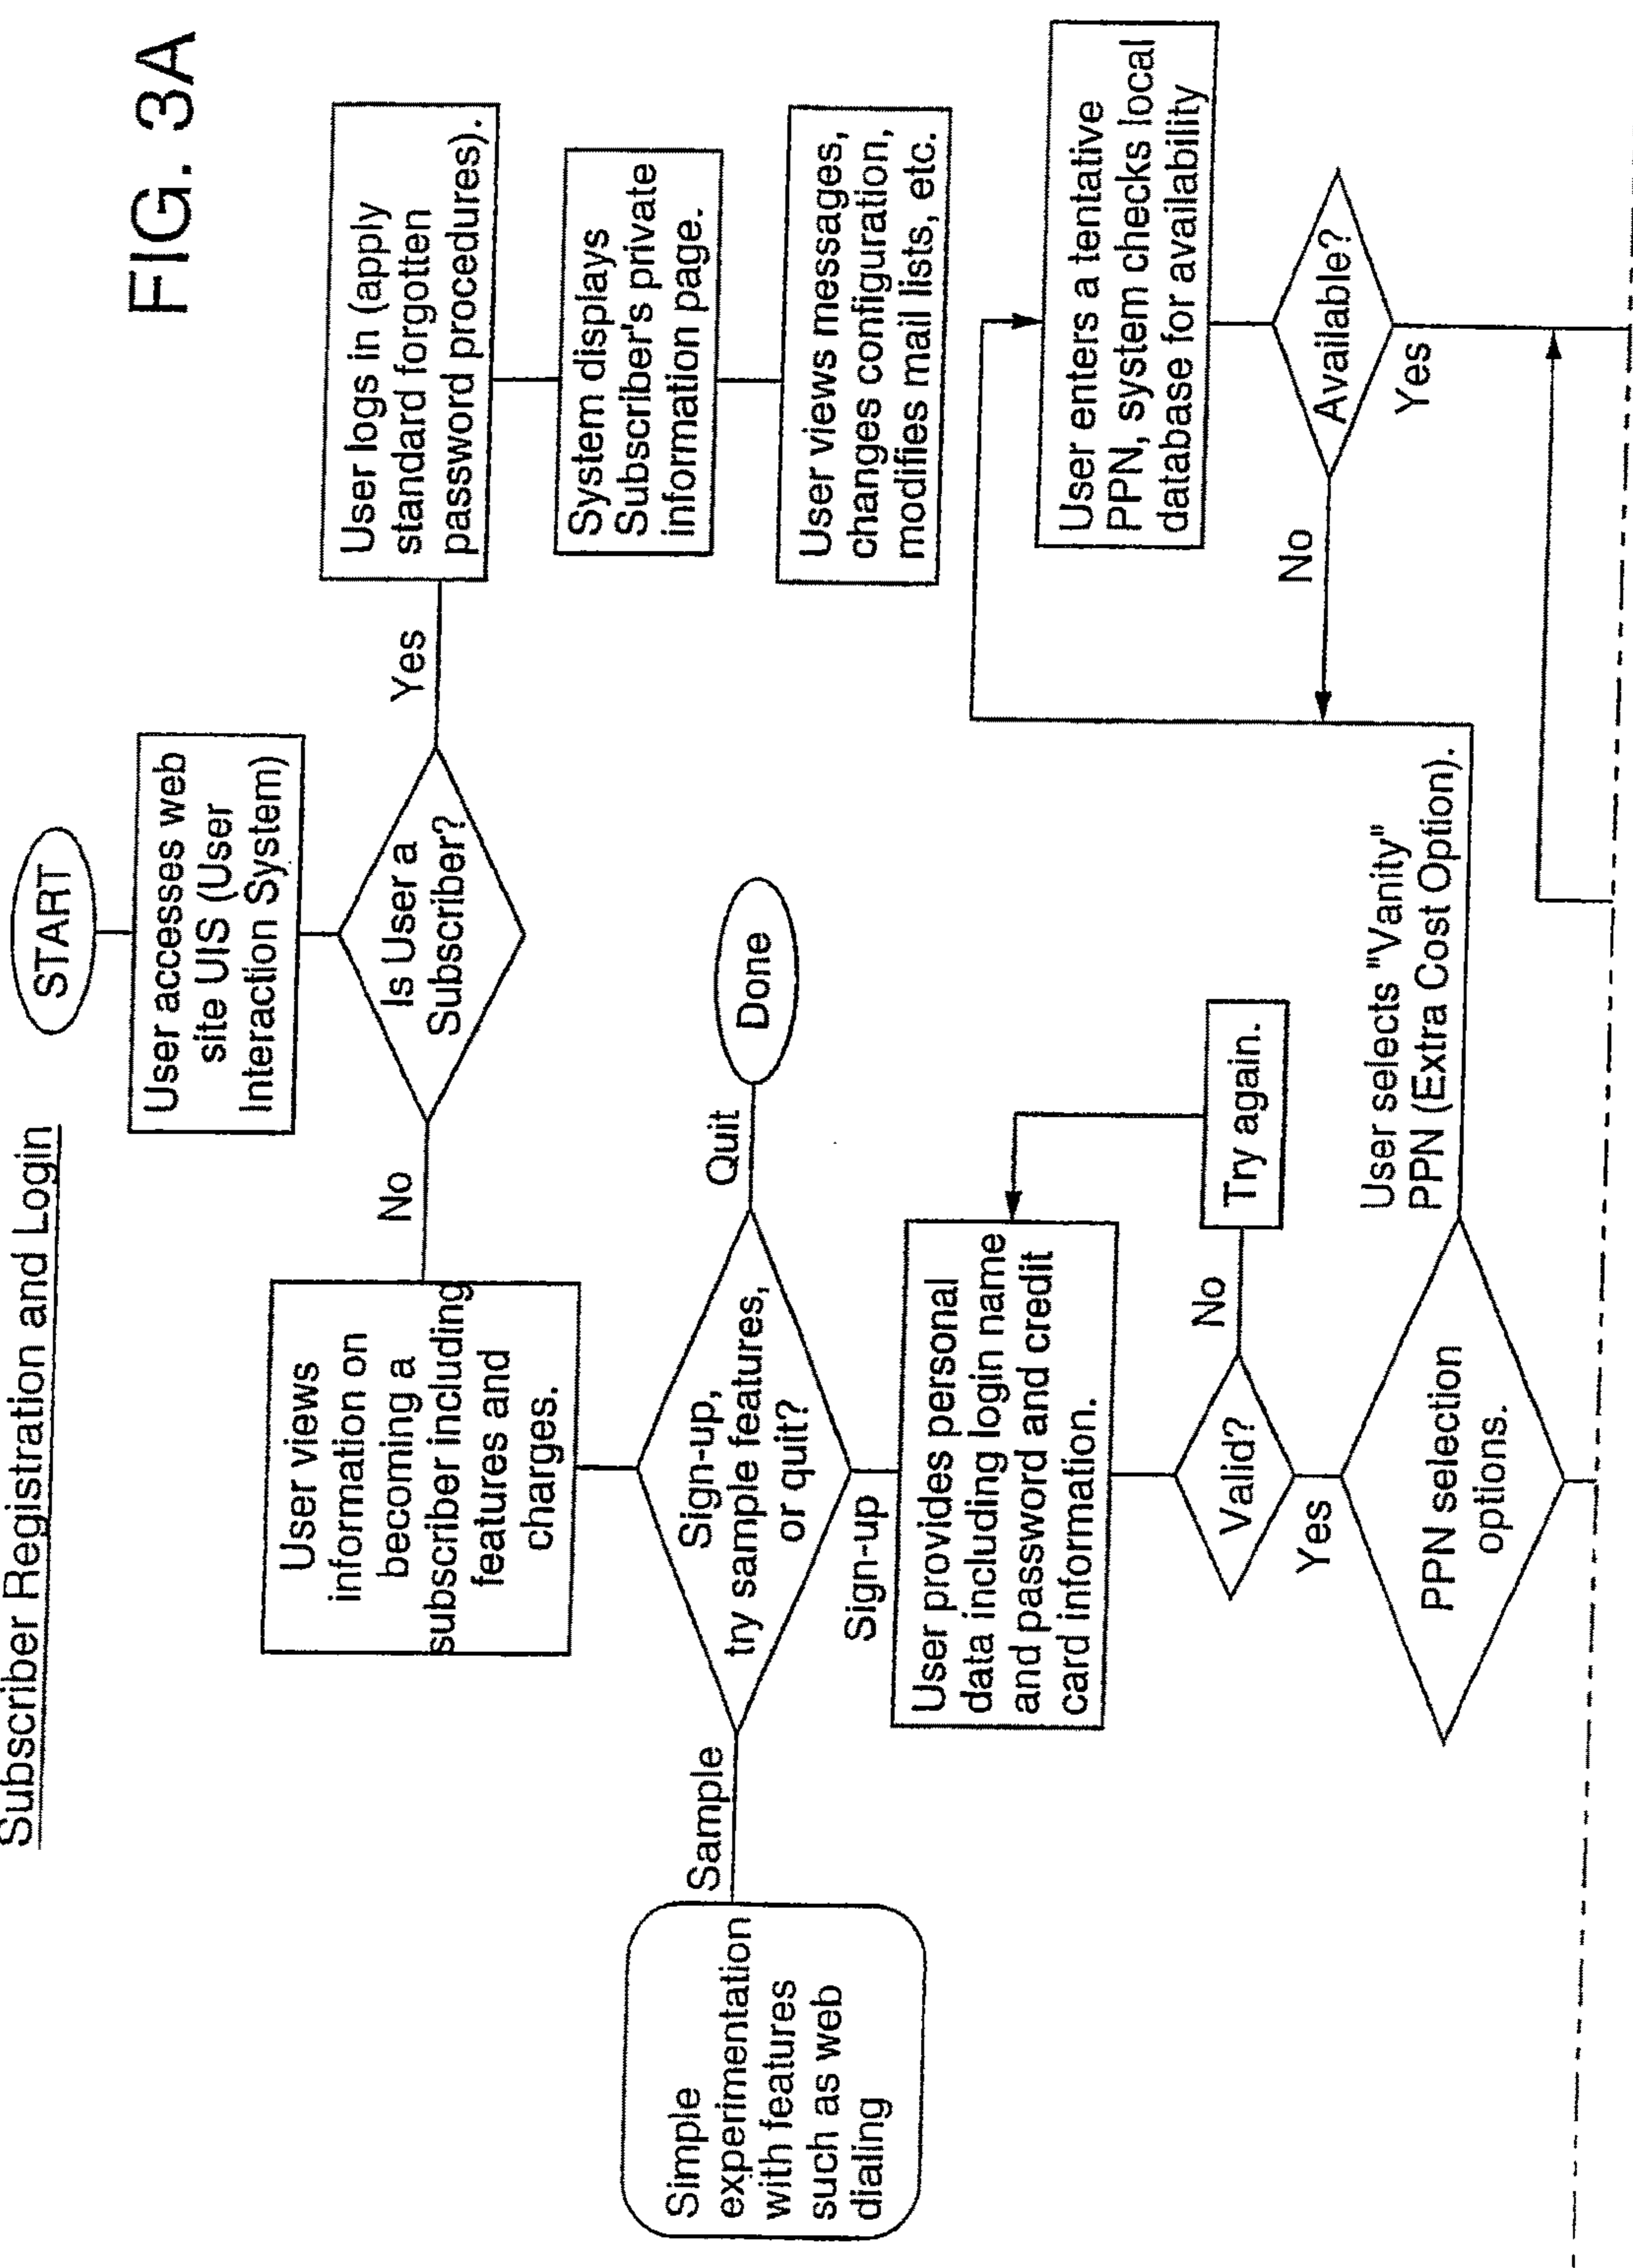 FIG. 3A
Subscriber Registration and Login
START
User accesses web
site UIS (User
Interaction System)
Is User a
Subscriber?
No
Yes
User logs in (apply
standard forgotten
password procedures).
System displays
Subscriber's private
information page.
User views messages,
changes configuration,
modifies mail lists, etc.
User views
information on
becoming a
subscriber including
features and
charges.
Sign-up,
try sample features,
or quit?
Quit
Done
Sample
Simple
experimentation
with features
such as web
dialing
Sign-up
User provides personal
data including login name
and password and credit
card information.
Valid?
No
Try again.
Yes
PPN selection
options.
User selects "Vanity"
PPN (Extra Cost Option).
User enters a tentative
PPN, system checks local
database for availability
Available?
No
Yes